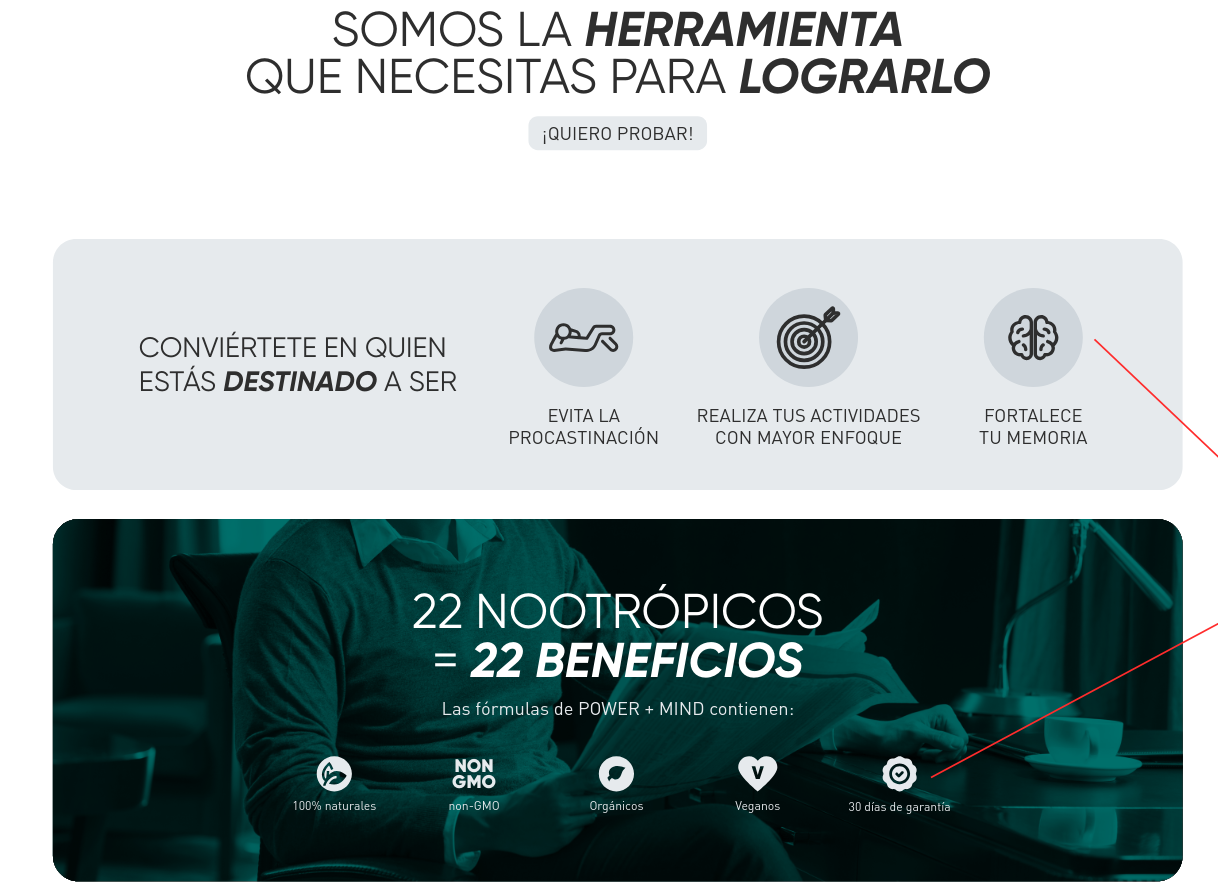 SOMOS LA HERRAMIENTA
QUE NECESITAS PARA LOGRARLO
¡QUIERO PROBAR!
CONVIÉRTETE EN QUIEN
ESTÁS DESTINADO A SER
EVITA LA
PROCASTINACIÓN
REALIZA TUS ACTIVIDADES
CON MAYOR ENFOQUE
FORTALECE
TU MEMORIA
22 NOOTRÓPICOS
= 22 BENEFICIOS
Las fórmulas de POWER + MIND contienen:
NON
GMO
V
100% naturales
non-GMO
Orgánicos
Veganos
30 días de garantía